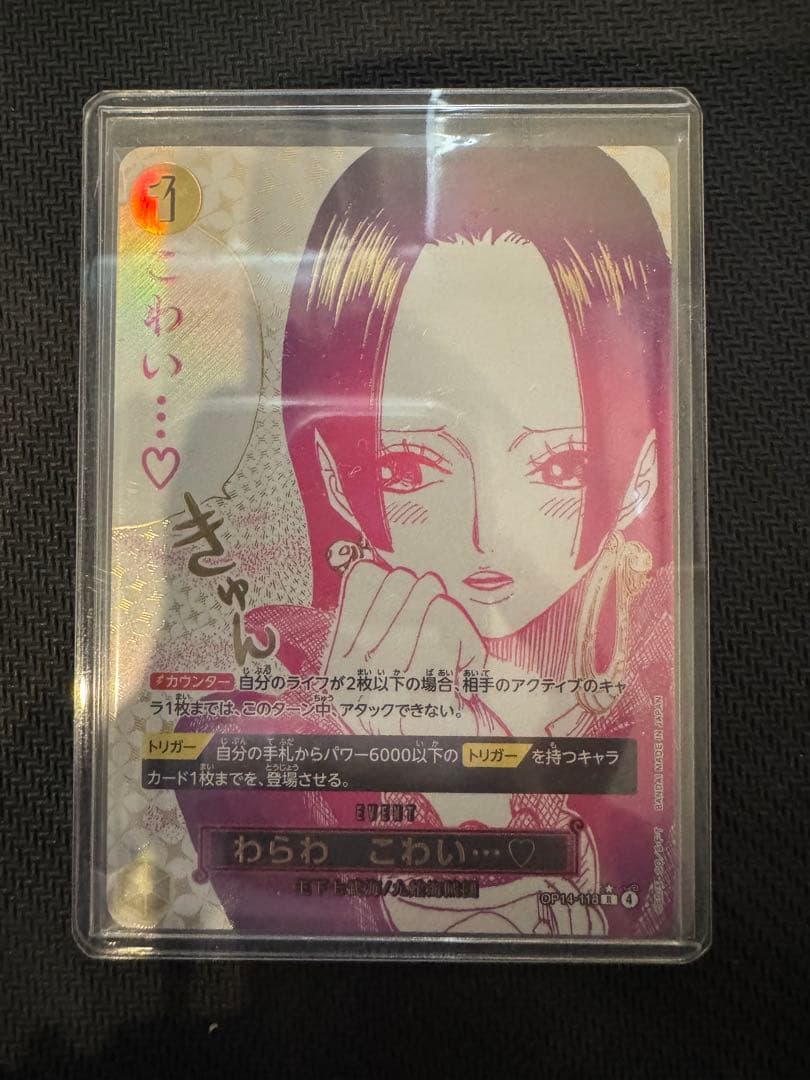 1
こわい…♡
きゅん
カウンター 自分のライフが2枚以下の場合、相手のアクティブのキャ
ラ1枚までは、このターン中、アタックできない。
トリガー 自分の手札からパワー6000以下の トリガー を持つキャラ
カード1枚までを、登場させる。
EVENT
わらわ こわい…♡
OP14-118 R 4
BANDAI MADE IN JAPAN